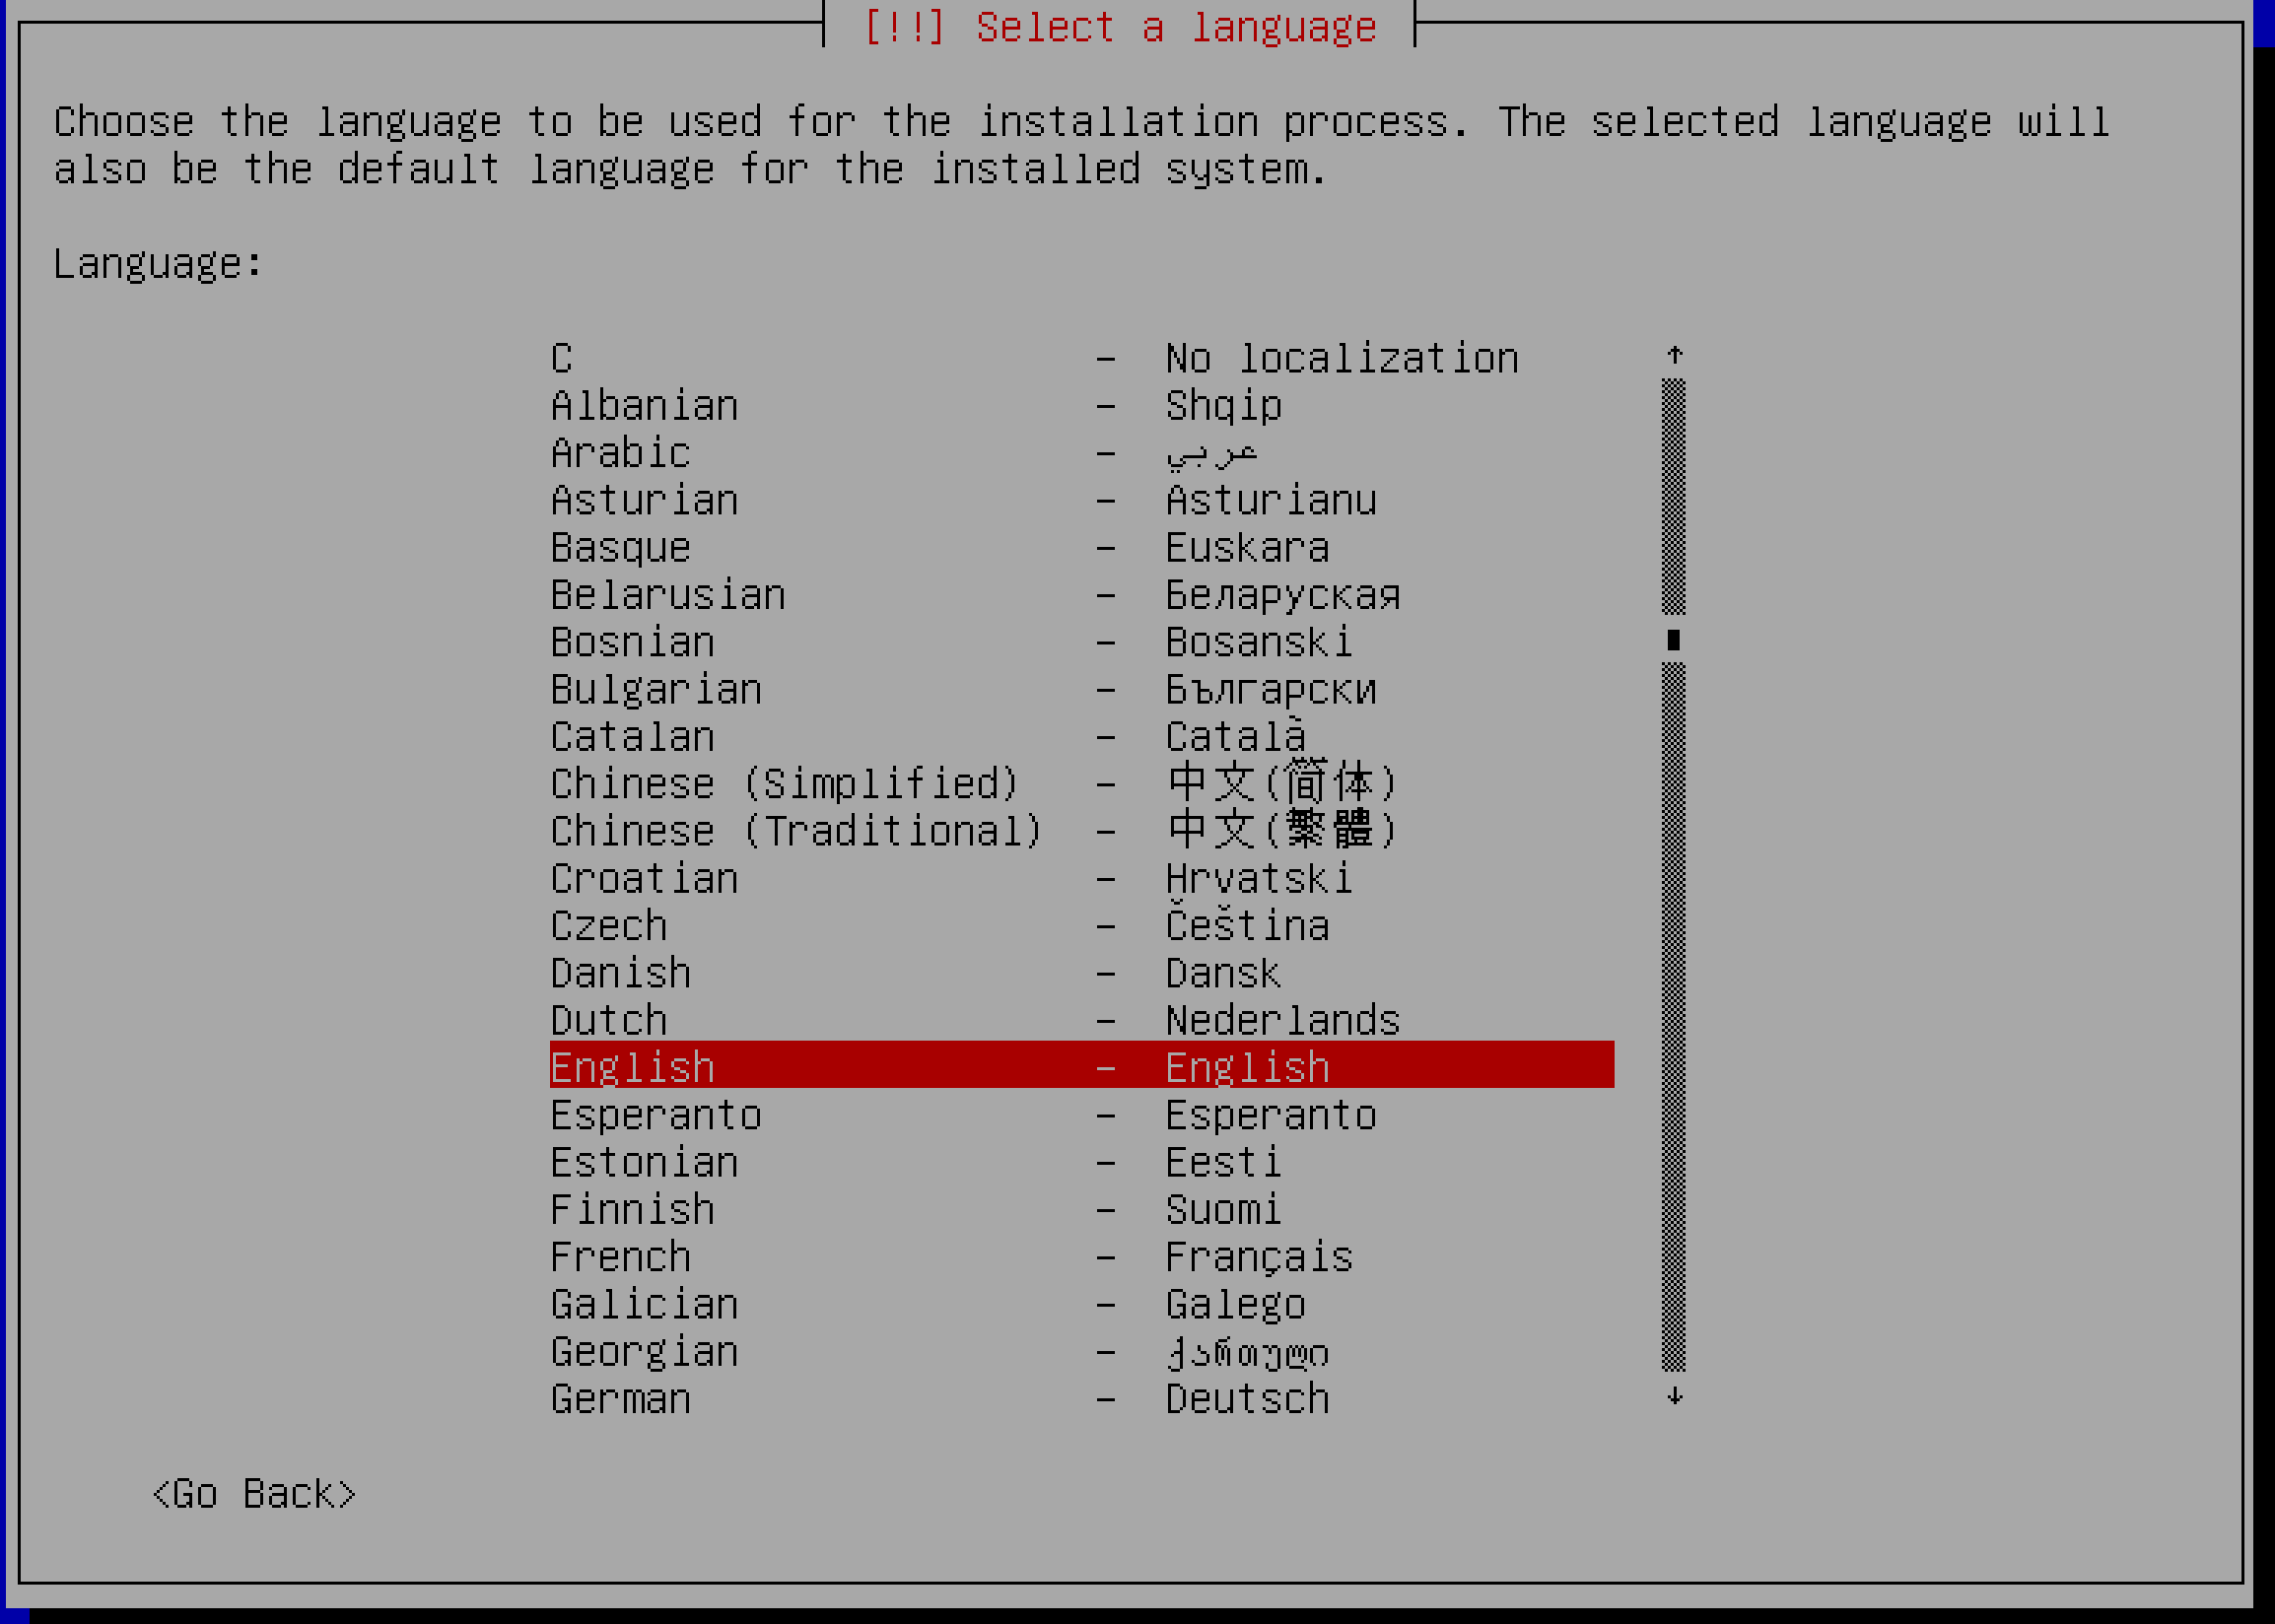 [!!] Select a language
Choose the language to be used for the installation process. The selected language will
also be the default language for the installed system.
Language:
C - No localization ↑
Albanian - Shqip
Arabic - عربي
Asturian - Asturianu
Basque - Euskara
Belarusian - Беларуская
Bosnian - Bosanski
Bulgarian - Български
Catalan - Català
Chinese (Simplified) - 中文(简体)
Chinese (Traditional) - 中文(繁體)
Croatian - Hrvatski
Czech - Čeština
Danish - Dansk
Dutch - Nederlands
English - English
Esperanto - Esperanto
Estonian - Eesti
Finnish - Suomi
French - Français
Galician - Galego
Georgian - ქართული
German - Deutsch ↓
<Go Back>